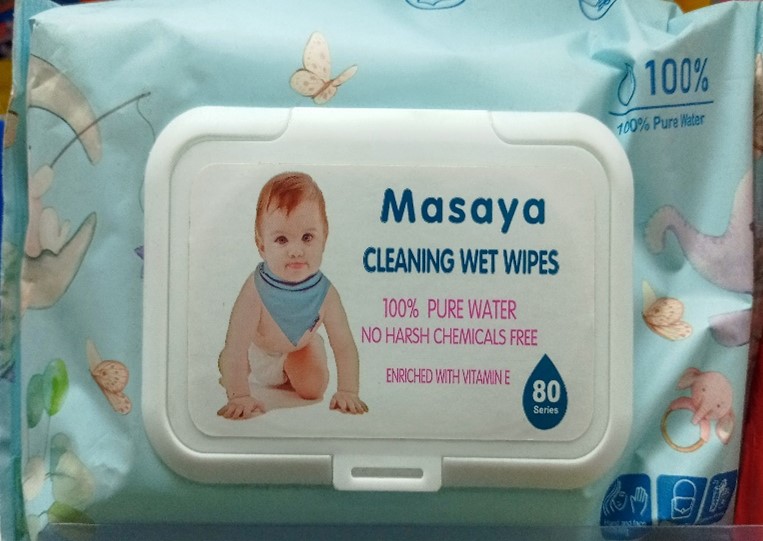 100%
100% Pure Water
Masaya
CLEANING WET WIPES
100% PURE WATER
NO HARSH CHEMICALS FREE
ENRICHED WITH VITAMIN E
80
Series